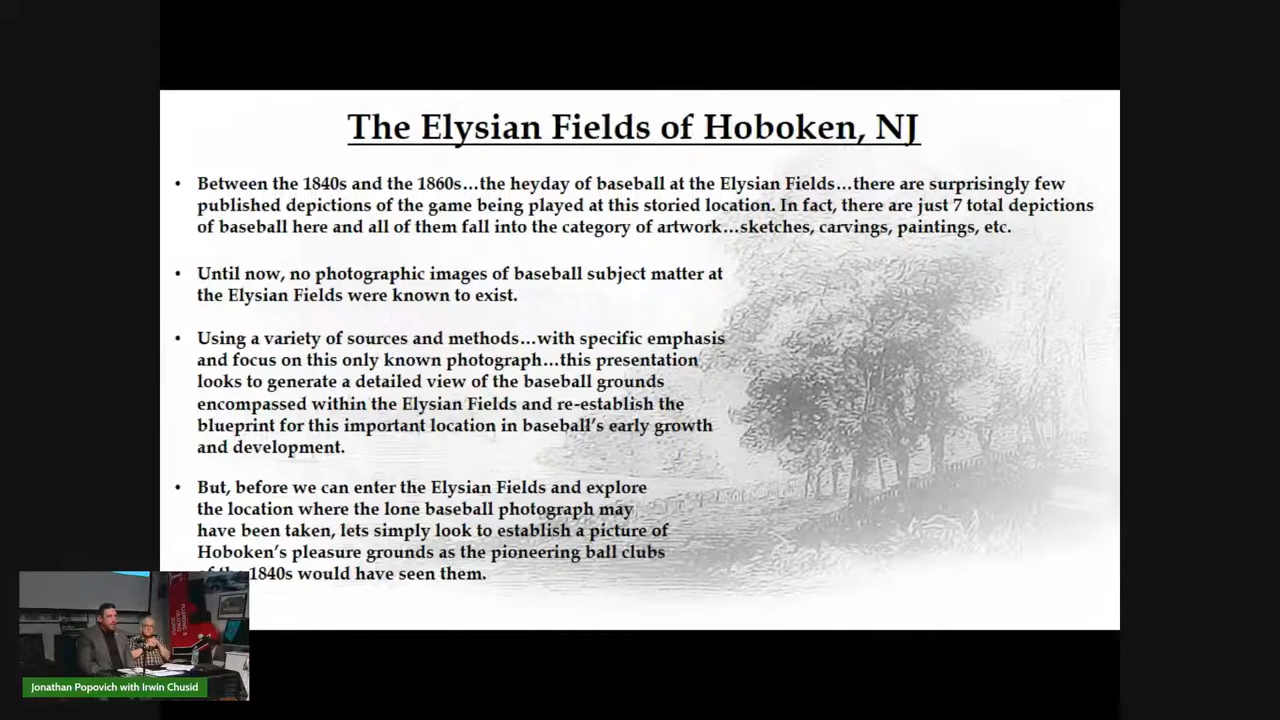 The Elysian Fields of Hoboken, NJ
• Between the 1840s and the 1860s...the heyday of baseball at the Elysian Fields...there are surprisingly few
published depictions of the game being played at this storied location. In fact, there are just 7 total depictions
of baseball here and all of them fall into the category of artwork...sketches, carvings, paintings, etc.
• Until now, no photographic images of baseball subject matter at
the Elysian Fields were known to exist.
• Using a variety of sources and methods...with specific emphasis
and focus on this only known photograph...this presentation
looks to generate a detailed view of the baseball grounds
encompassed within the Elysian Fields and re-establish the
blueprint for this important location in baseball's early growth
and development.
• But, before we can enter the Elysian Fields and explore
the location where the lone baseball photograph may
have been taken, lets simply look to establish a picture of
Hoboken's pleasure grounds as the pioneering ball clubs
of the 1840s would have seen them.
Jonathan Popovich with Irwin Chusid